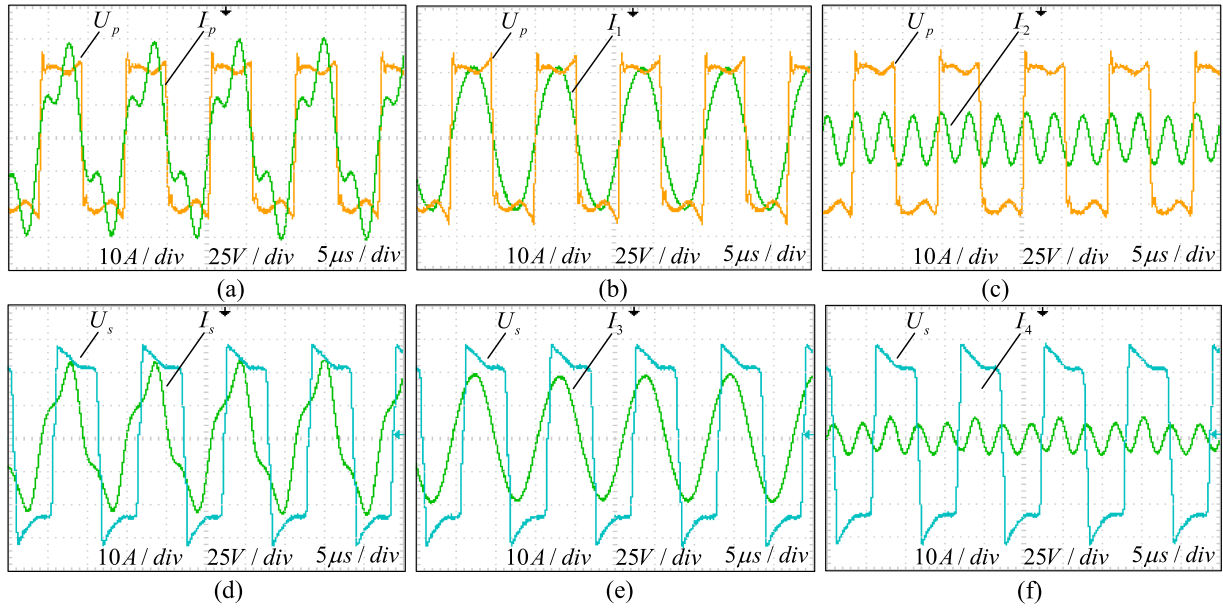 U_p I_p
10A / div 25V / div 5μs / div
(a)
U_p I_1
10A / div 25V / div 5μs / div
(b)
U_p I_2
10A / div 25V / div 5μs / div
(c)
U_s I_s
10A / div 25V / div 5μs / div
(d)
U_s I_3
10A / div 25V / div 5μs / div
(e)
U_s I_4
10A / div 25V / div 5μs / div
(f)